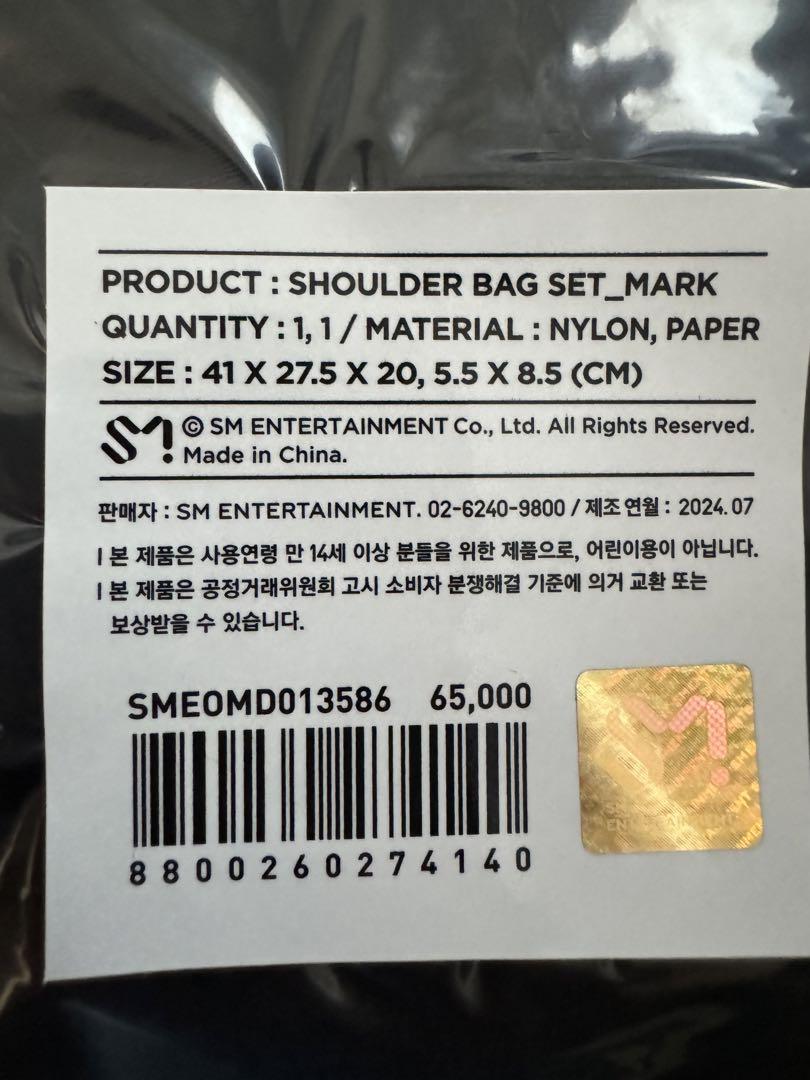 PRODUCT : SHOULDER BAG SET_MARK
QUANTITY : 1, 1 / MATERIAL : NYLON, PAPER
SIZE : 41 X 27.5 X 20, 5.5 X 8.5 (CM)
SM © SM ENTERTAINMENT Co., Ltd. All Rights Reserved.
Made in China.
판매자 : SM ENTERTAINMENT. 02-6240-9800 / 제조연월 : 2024.07
I 본 제품은 사용연령 만 14세 이상 분들을 위한 제품으로, 어린이용이 아닙니다.
I 본 제품은 공정거래위원회 고시 소비자 분쟁해결 기준에 의거 교환 또는
보상받을 수 있습니다.
SMEOMD013586 65,000
8800260274140
SM
ENTERTAINMENT